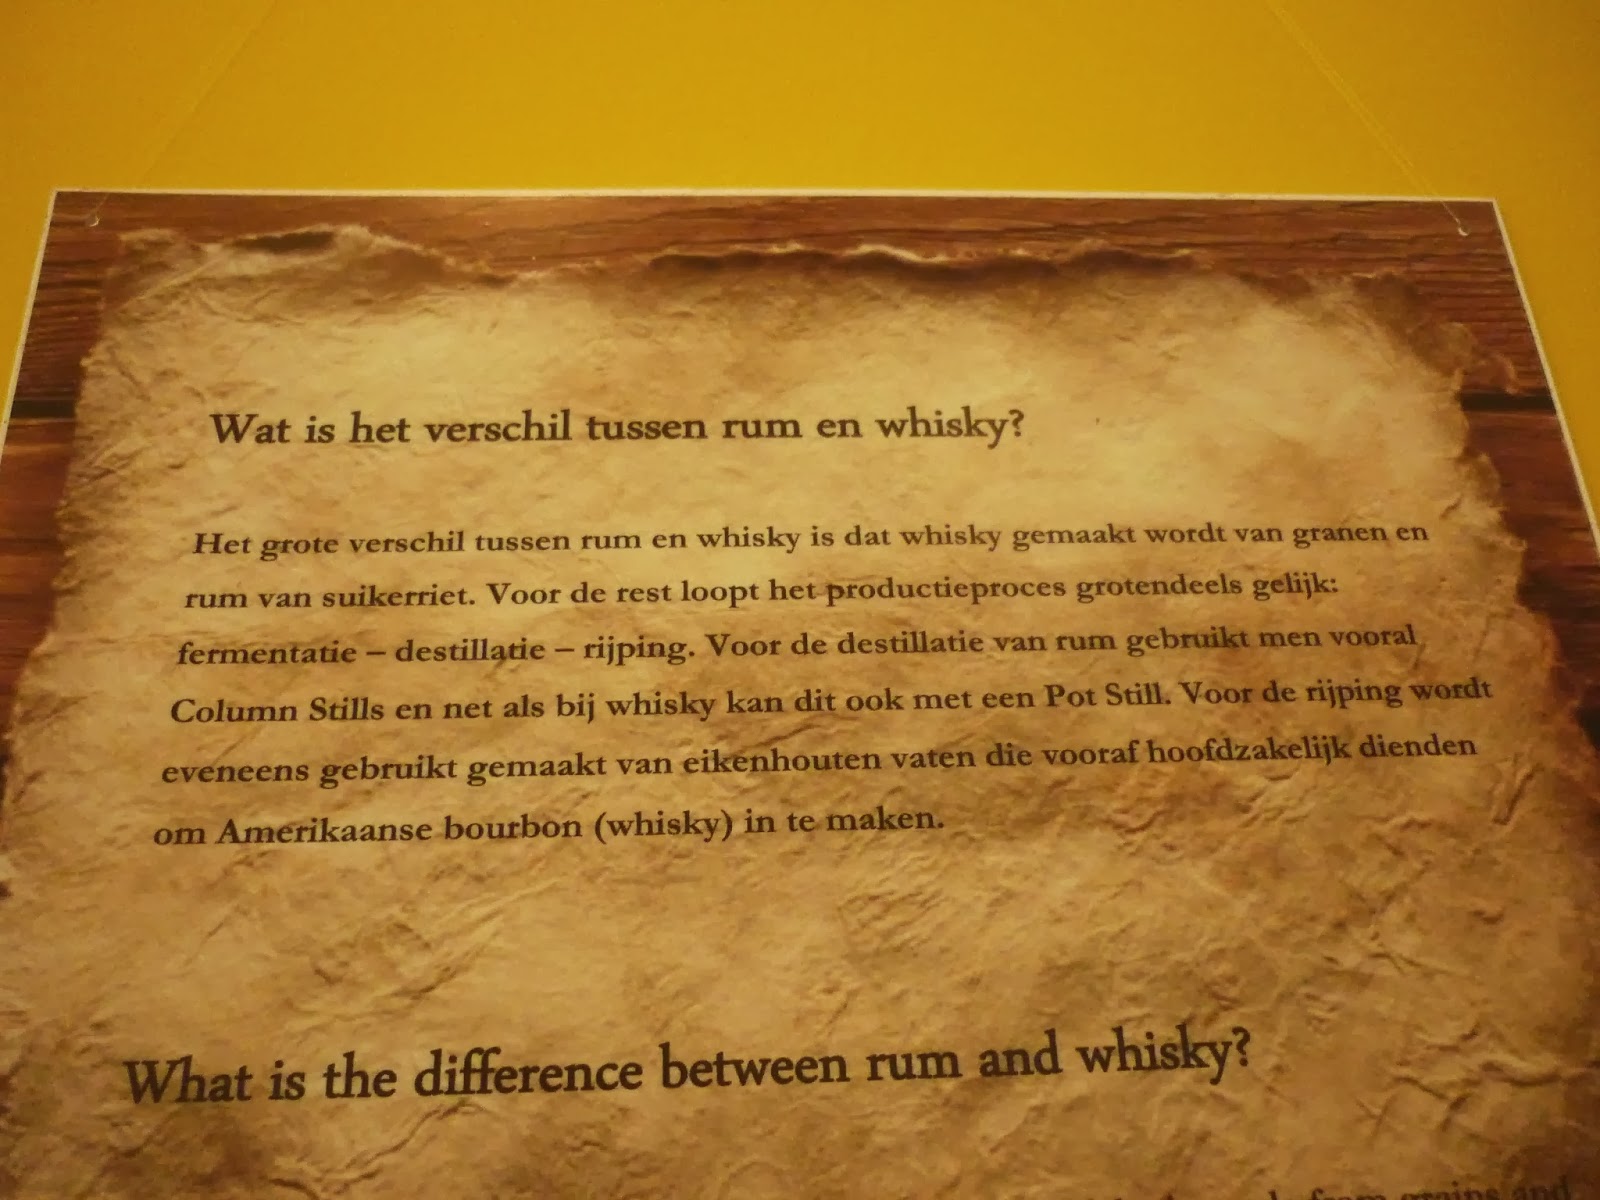 Wat is het verschil tussen rum en whisky?
Het grote verschil tussen rum en whisky is dat whisky gemaakt wordt van granen en
rum van suikerriet. Voor de rest loopt het productieproces grotendeels gelijk:
fermentatie – destillatie – rijping. Voor de destillatie van rum gebruikt men vooral
Column Stills en net als bij whisky kan dit ook met een Pot Still. Voor de rijping wordt
eveneens gebruikt gemaakt van eikenhouten vaten die vooraf hoofdzakelijk dienden
om Amerikaanse bourbon (whisky) in te maken.
What is the difference between rum and whisky?
from grains and